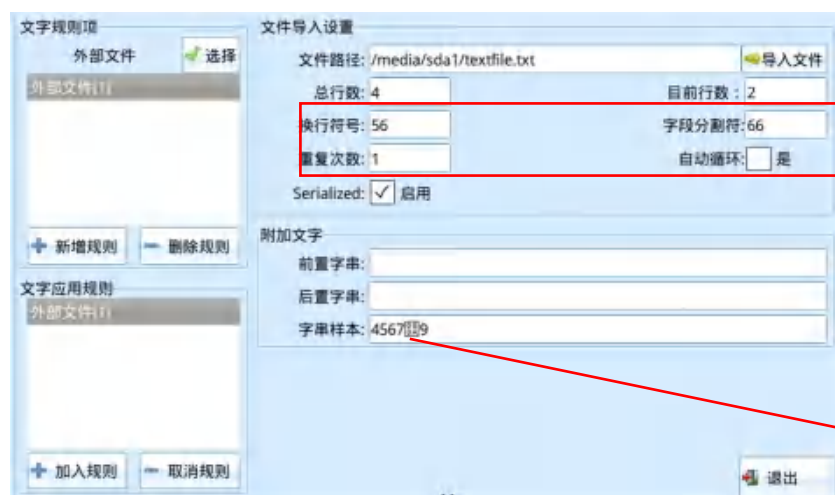 文字规则项
外部文件 选择
外部文件(1)
新增规则 删除规则
文字应用规则
外部文件(1)
加入规则 取消规则
文件导入设置
文件路径: /media/sda1/textfile.txt 导入文件
总行数: 4 目前行数: 2
换行符号: 56 字段分割符: 66
重复次数: 1 自动循环: 是
Serialized: 启用
附加文字
前置字串:
后置字串:
字串样本: 4567 9
退出